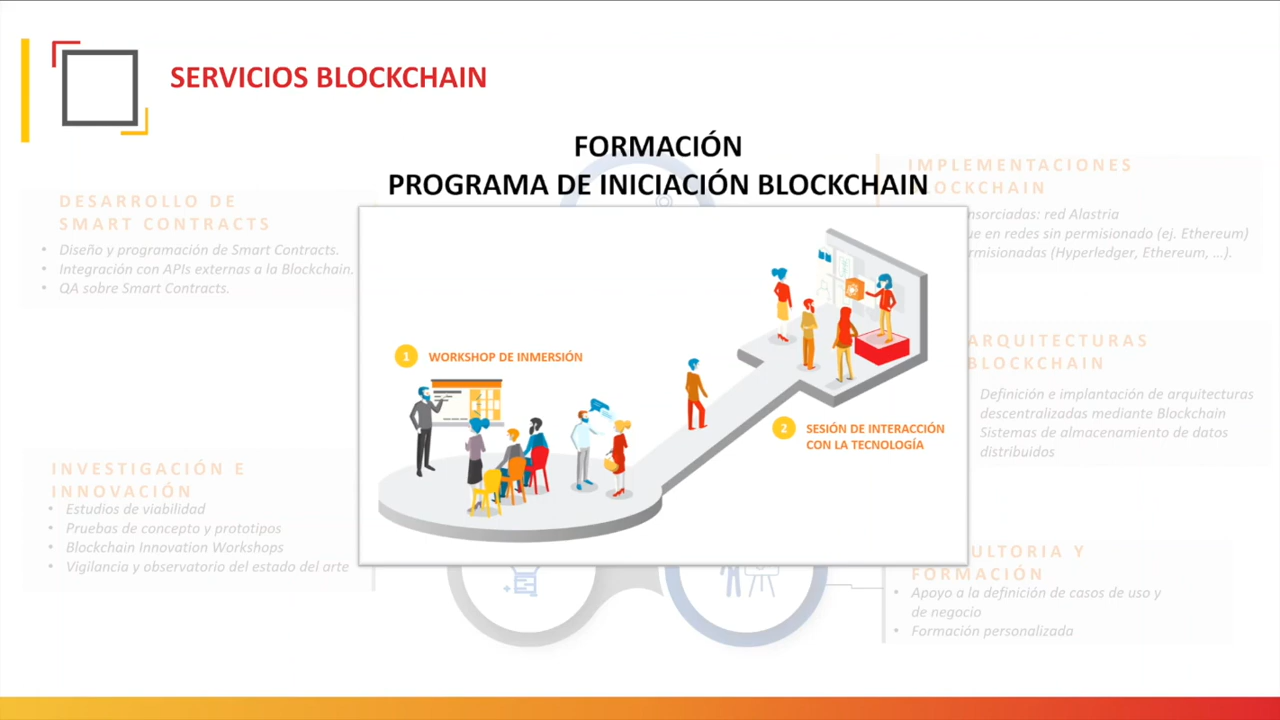 SERVICIOS BLOCKCHAIN
FORMACIÓN
PROGRAMA DE INICIACIÓN BLOCKCHAIN
DESARROLLO DE
SMART CONTRACTS
• Diseño y programación de Smart Contracts.
• Integración con APIs externas a la Blockchain.
• QA sobre Smart Contracts.
INVESTIGACIÓN E
INNOVACIÓN
• Estudios de viabilidad
• Pruebas de concepto y prototipos
• Blockchain Innovation Workshops
• Vigilancia y observatorio del estado del arte
1 WORKSHOP DE INMERSIÓN
2 SESIÓN DE INTERACCIÓN
CON LA TECNOLOGÍA
IMPLEMENTACIONES
red Alastria
en redes sin permisionado (ej. Ethereum)
(Hyperledger, Ethereum, ...).
ARQUITECTURAS
BLOCKCHAIN
Definición e implantación de arquitecturas
descentralizadas mediante Blockchain
Sistemas de almacenamiento de datos
distribuidos
Y
FORMACIÓN
• Apoyo a la definición de casos de uso y
de negocio
• Formación personalizada